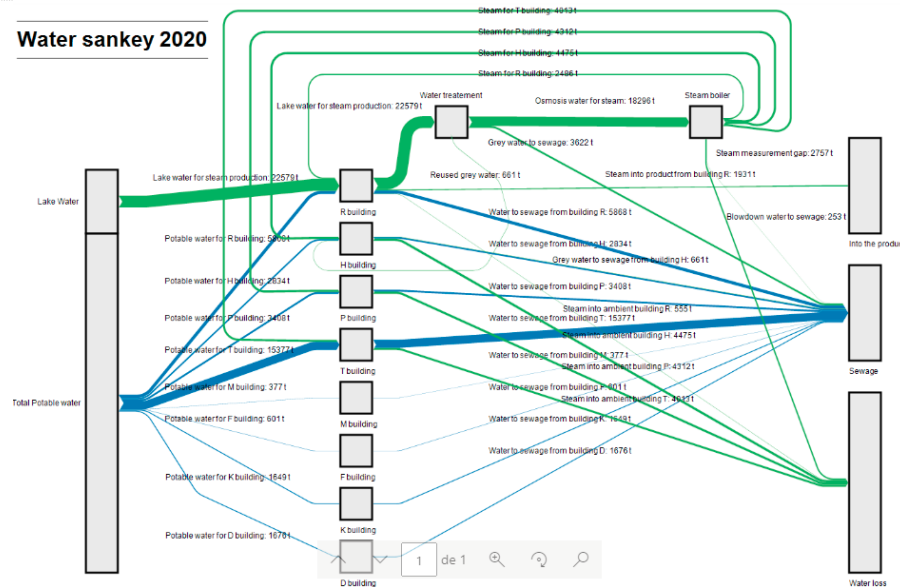 Steam for T building: 4013 t
Water sankey 2020
Steam for P building: 4312 t
Steam for H building: 4475 t
Steam for R building: 2486 t
Water treatement
Steam boiler
Lake water for steam production: 22579 t
Osmosis water for steam: 18296 t
Grey water to sewage: 3622 t
Steam measurement gap: 2757 t
Lake water for steam production: 22579 t
Reused grey water: 661 t
Steam into product from building R: 1931 t
Lake Water
R building
Water to sewage from building R: 5868 t
Blowdown water to sewage: 253 t
Potable water for R building:
Water to sewage from building H: 2834 t
Into the produ
Grey water to sewage from building H: 661 t
H building
Potable water for H building: 2834 t
Water to sewage from building P: 3408 t
Steam into ambient building R: 555 t
Potable water for P building: 3408 t
P building
Water to sewage from building T: 15377 t
Steam into ambient building H: 4475 t
Potable water for T building: 15377 t
Water to sewage from building M: 377 t
Steam into ambient building P: 4312 t
T building
Sewage
Potable water for M building: 377 t
Water to sewage from building F: 601 t
Steam into ambient building T: 4013 t
Total Potable water
Potable water for F building: 601 t
Water to sewage from building K: 1649 t
M building
Water to sewage from building D: 1676 t
F building
Potable water for K building: 1649 t
K building
Potable water for D building: 1676 t
1 de 1
D building
Water loss